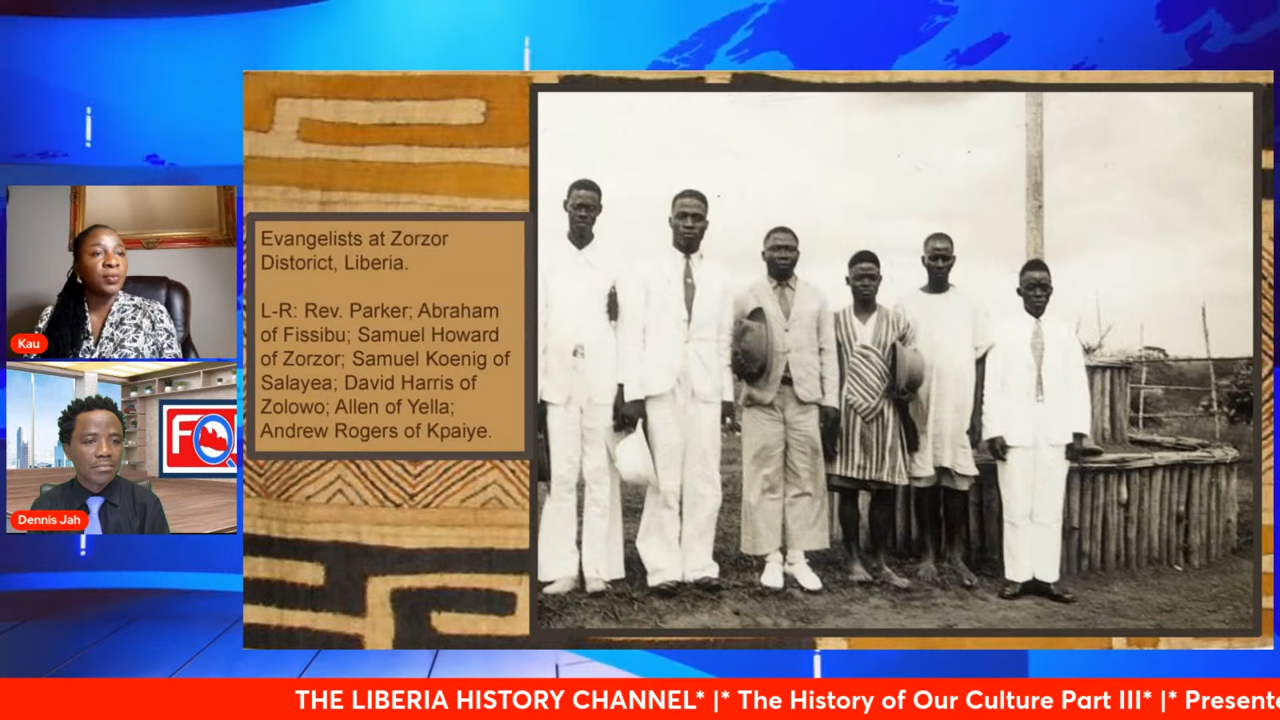 Evangelists at Zorzor
Distorict, Liberia.
L-R: Rev. Parker; Abraham
of Fissibu; Samuel Howard
of Zorzor; Samuel Koenig of
Salayea; David Harris of
Zolowo; Allen of Yella;
Andrew Rogers of Kpaiye.
Kau
Dennis Jah
THE LIBERIA HISTORY CHANNEL* |* The History of Our Culture Part III* |*